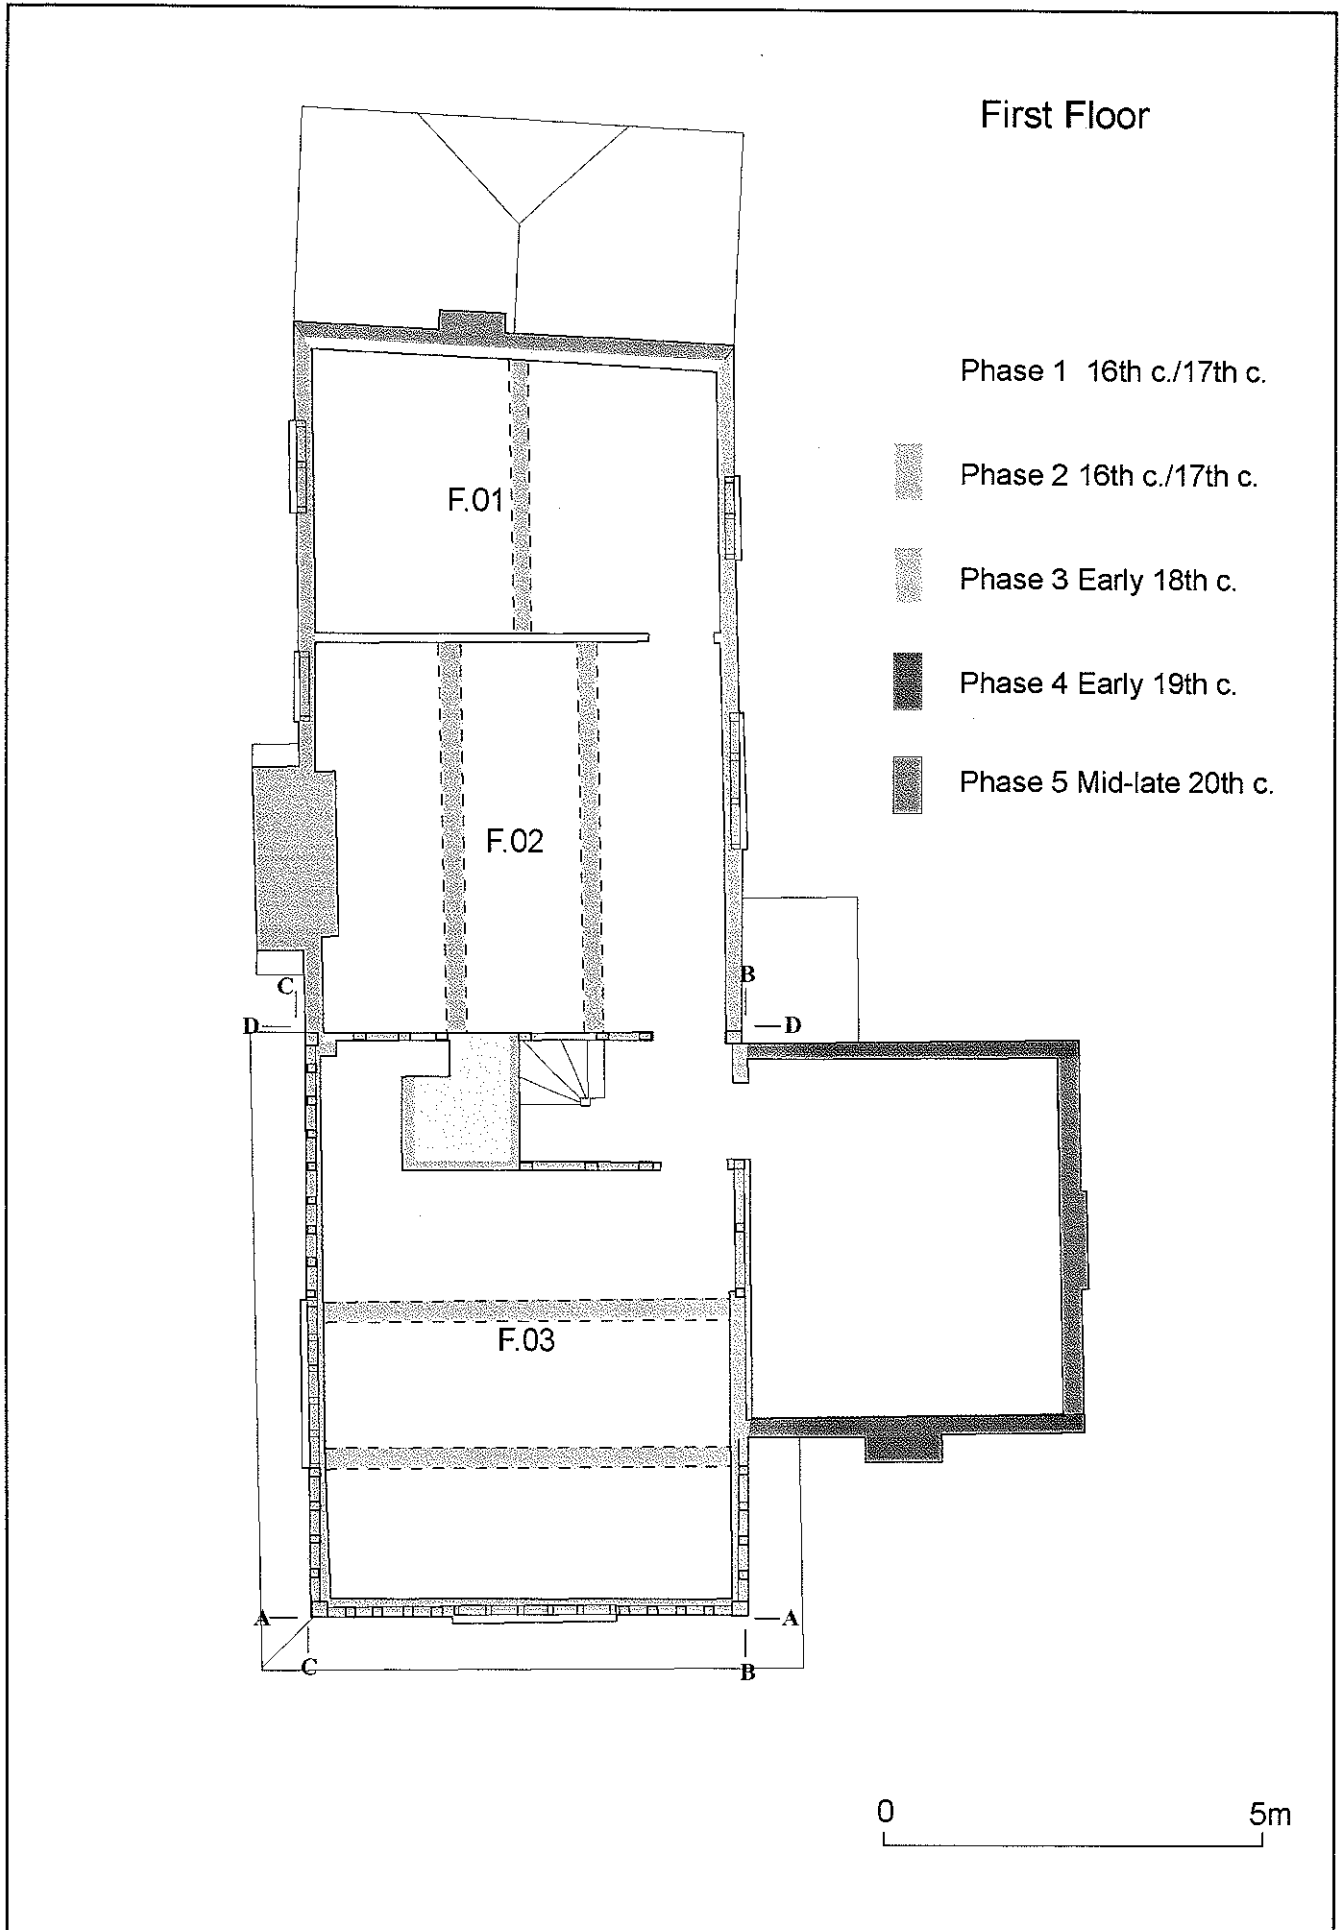 First Floor
Phase 1 16th c./17th c.
Phase 2 16th c./17th c.
F.01
Phase 3 Early 18th c.
Phase 4 Early 19th c.
Phase 5 Mid-late 20th c.
F.02
B
C
D
D
F.03
A
A
C
B
0
5m